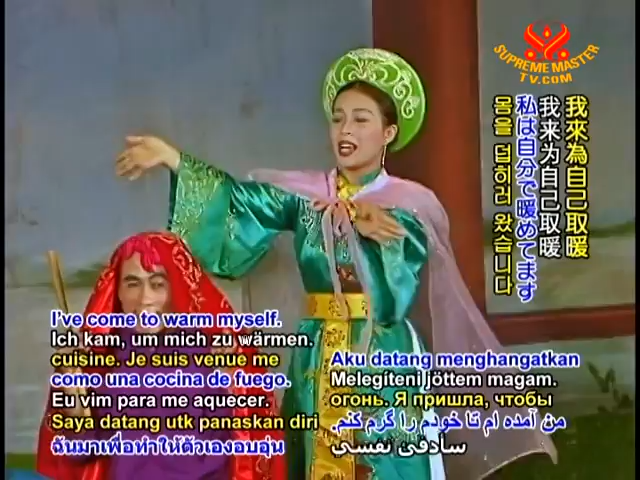 SUPREME MASTER
TV.COM
我來為自己取暖
我来为自己取暖
私は自分で暖めてます
몸을 덥히러 왔습니다
I've come to warm myself.
Ich kam, um mich zu wärmen.
cuisine. Je suis venue me
como una cocina de fuego.
Eu vim para me aquecer.
Saya datang utk panaskan diri
ฉันมาเพื่อทำให้ตัวเองอบอุ่น
Aku datang menghangatkan
Melegíteni jöttem magam.
огонь. Я пришла, чтобы
من آمده ام تا خودم را گرم کنم.
سأدفئ نفسي